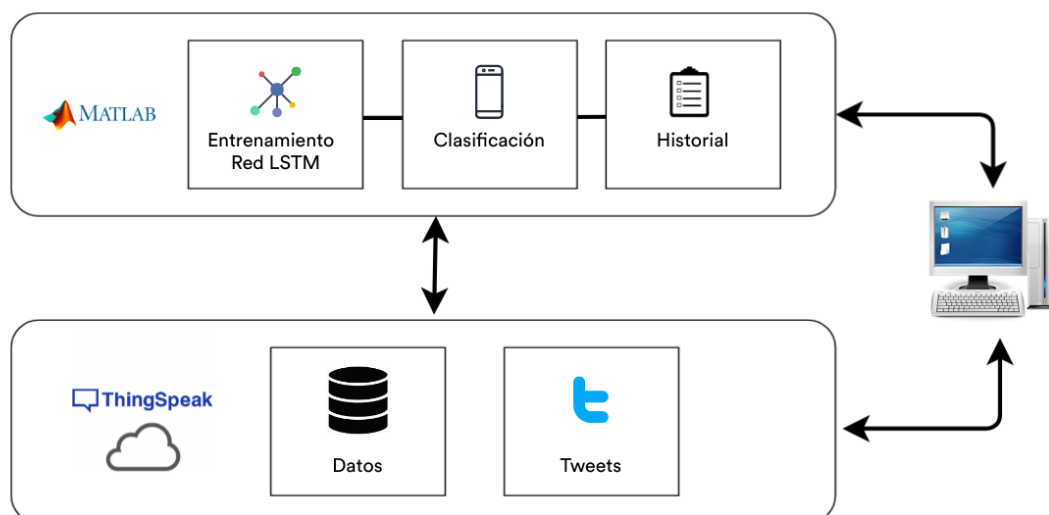 MATLAB
Entrenamiento
Red LSTM
Clasificación
Historial
ThingSpeak
Datos
Tweets